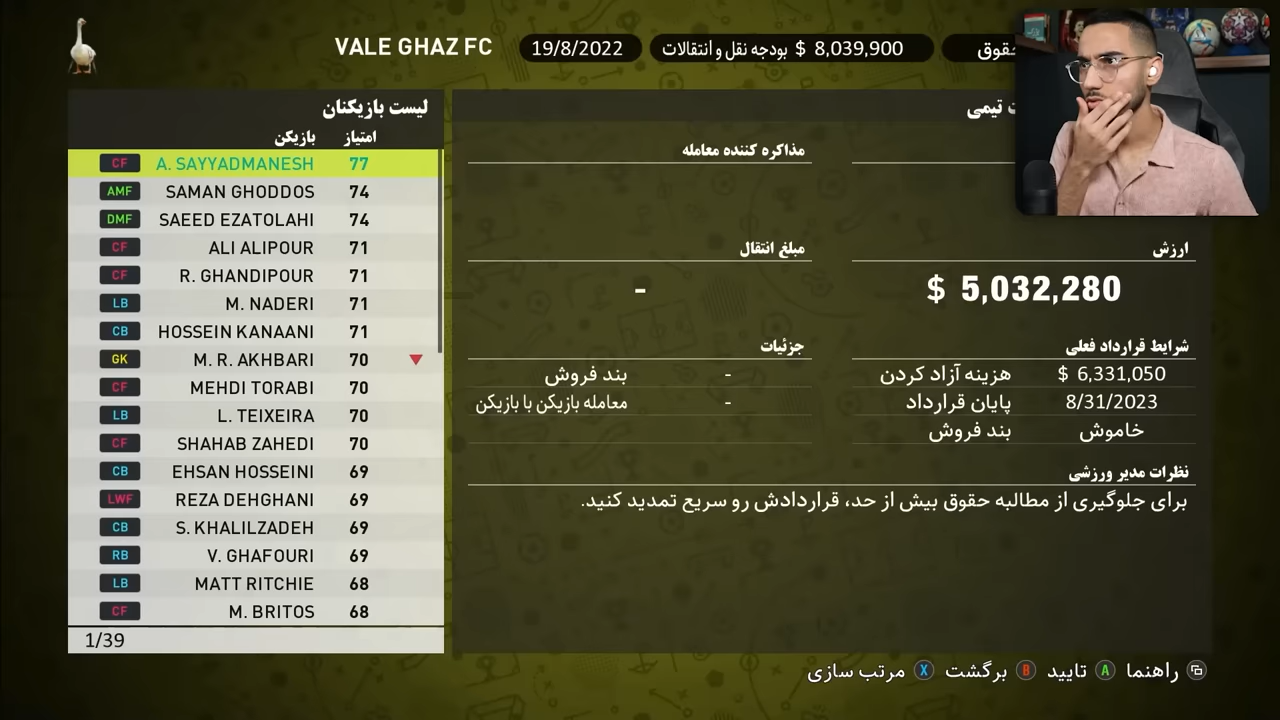 VALE GHAZ FC
19/8/2022
بودجه نقل و انتقالات $ 8,039,900
حقوق
لیست بازیکنان
بازیکن امتیاز
CF A. SAYYADMANESH 77
AMF SAMAN GHODDOS 74
DMF SAEED EZATOLAHI 74
CF ALI ALIPOUR 71
CF R. GHANDIPOUR 71
LB M. NADERI 71
CB HOSSEIN KANAANI 71
GK M. R. AKHBARI 70
CF MEHDI TORABI 70
LB L. TEIXEIRA 70
CF SHAHAB ZAHEDI 70
CB EHSAN HOSSEINI 69
LWF REZA DEHGHANI 69
CB S. KHALILZADEH 69
RB V. GHAFOURI 69
LB MATT RITCHIE 68
CF M. BRITOS 68
1/39
تیمی
مذاکره کننده معامله
ارزش
$ 5,032,280
مبلغ انتقال
-
شرایط قرارداد فعلی
هزینه آزاد کردن $ 6,331,050
پایان قرارداد 8/31/2023
بند فروش خاموش
جزئیات
بند فروش -
معامله بازیکن با بازیکن -
نظرات مدیر ورزشی
برای جلوگیری از مطالبه حقوق بیش از حد، قراردادش رو سریع تمدید کنید.
راهنما A تایید B برگشت X مرتب سازی